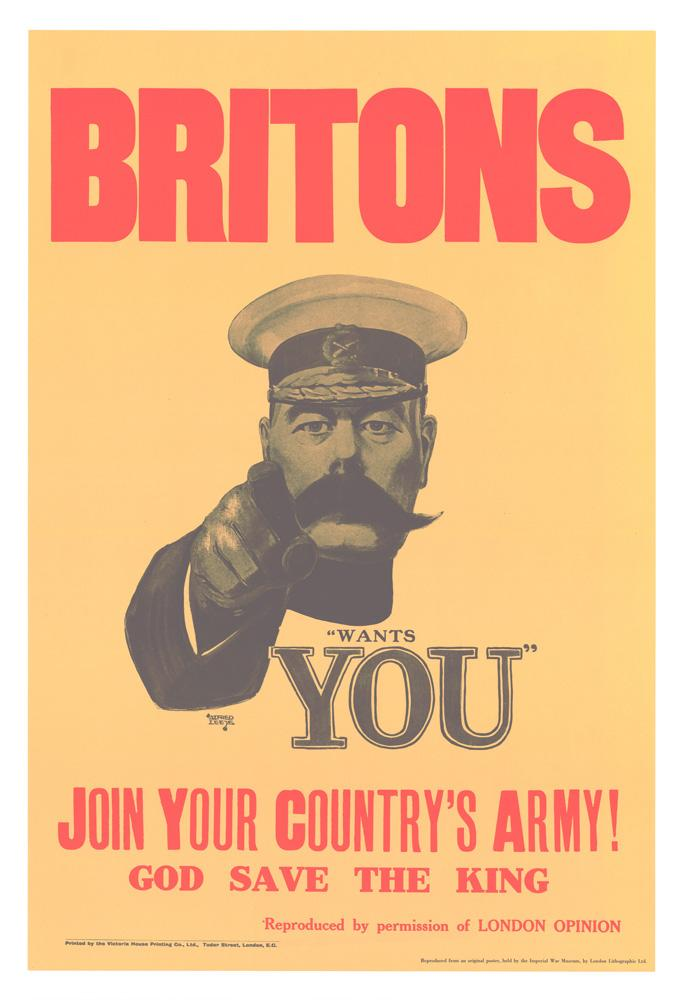 BRITONS
"WANTS
YOU"
ALFRED
LEETE
JOIN YOUR COUNTRY'S ARMY!
GOD SAVE THE KING
Reproduced by permission of LONDON OPINION
Printed by the Victoria House Printing Co., Ltd., Tudor Street, London, E.C.
Reproduced from an original poster, held by the Imperial War Museum, by London Lithographic Ltd.